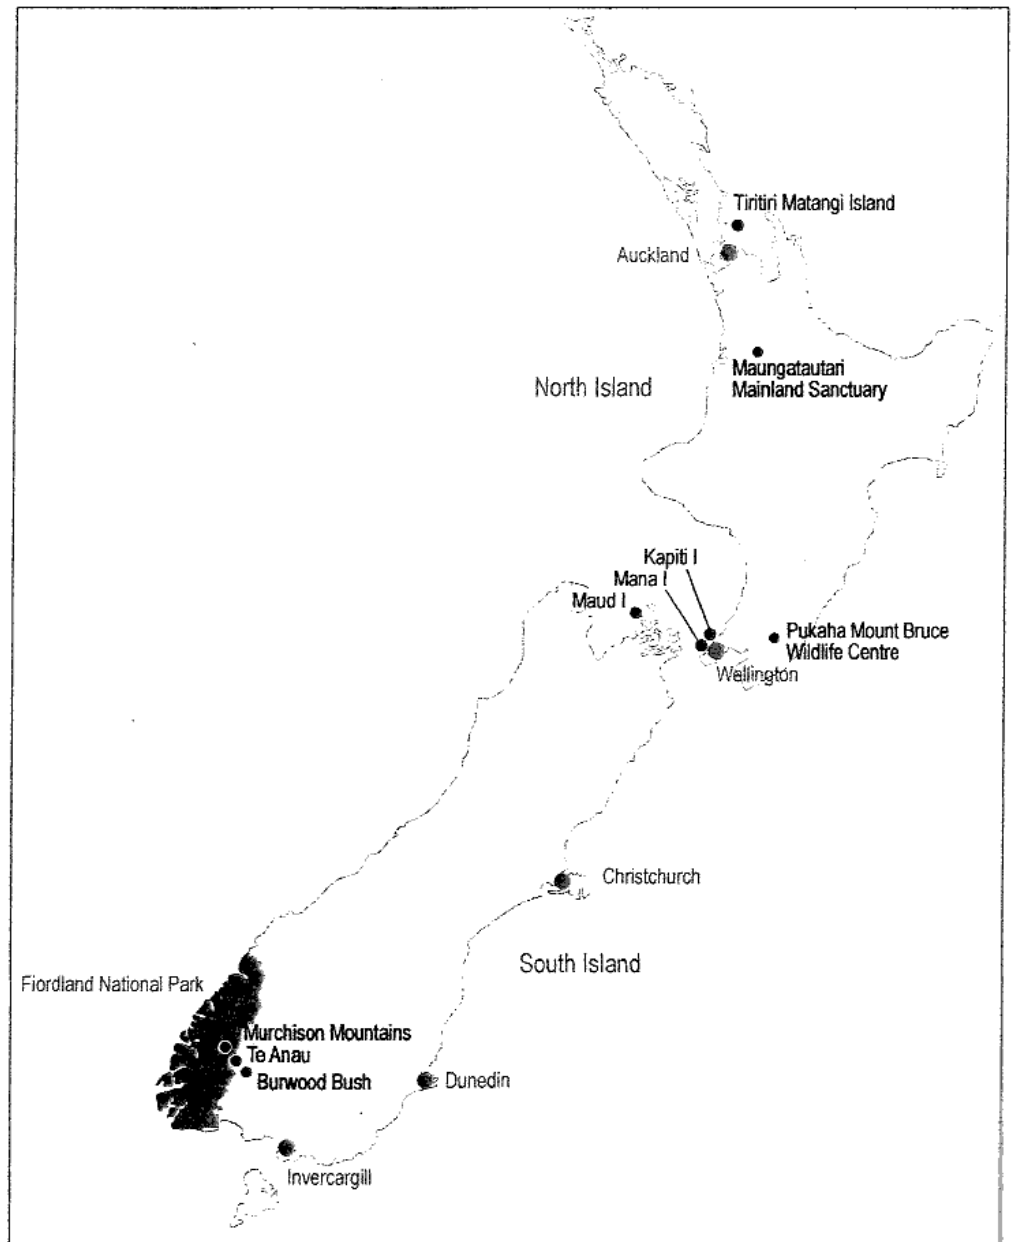 Tiritiri Matangi Island
Auckland
Maungatautari
Mainland Sanctuary
North Island
Kapiti I
Mana I
Maud I
Pukaha Mount Bruce
Wildlife Centre
Wellington
Christchurch
South Island
Fiordland National Park
Murchison Mountains
Te Anau
Burwood Bush
Dunedin
Invercargill